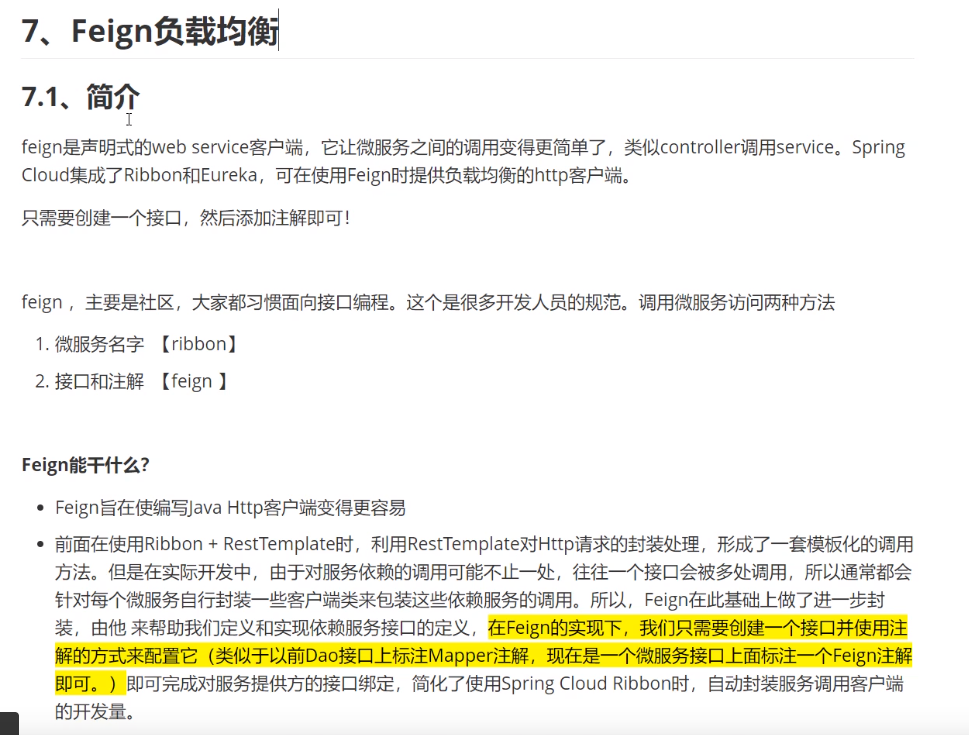 7、Feign负载均衡
7.1、简介
feign是声明式的web service客户端，它让微服务之间的调用变得更简单了，类似controller调用service。Spring
Cloud集成了Ribbon和Eureka，可在使用Feign时提供负载均衡的http客户端。
只需要创建一个接口，然后添加注解即可！
feign ，主要是社区，大家都习惯面向接口编程。这个是很多开发人员的规范。调用微服务访问两种方法
1. 微服务名字 【ribbon】
2. 接口和注解 【feign 】
Feign能干什么？
• Feign旨在使编写Java Http客户端变得更容易
• 前面在使用Ribbon + RestTemplate时，利用RestTemplate对Http请求的封装处理，形成了一套模板化的调用
方法。但是在实际开发中，由于对服务依赖的调用可能不止一处，往往一个接口会被多处调用，所以通常都会
针对每个微服务自行封装一些客户端类来包装这些依赖服务的调用。所以，Feign在此基础上做了进一步封
装，由他 来帮助我们定义和实现依赖服务接口的定义，在Feign的实现下，我们只需要创建一个接口并使用注
解的方式来配置它（类似于以前Dao接口上标注Mapper注解，现在是一个微服务接口上面标注一个Feign注解
即可。）即可完成对服务提供方的接口绑定，简化了使用Spring Cloud Ribbon时，自动封装服务调用客户端
的开发量。